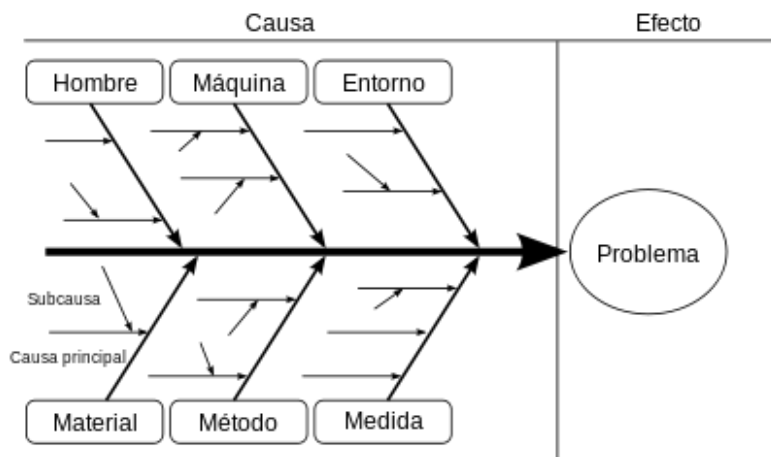 Causa
Efecto
Hombre
Máquina
Entorno
Problema
Subcausa
Causa principal
Material
Método
Medida